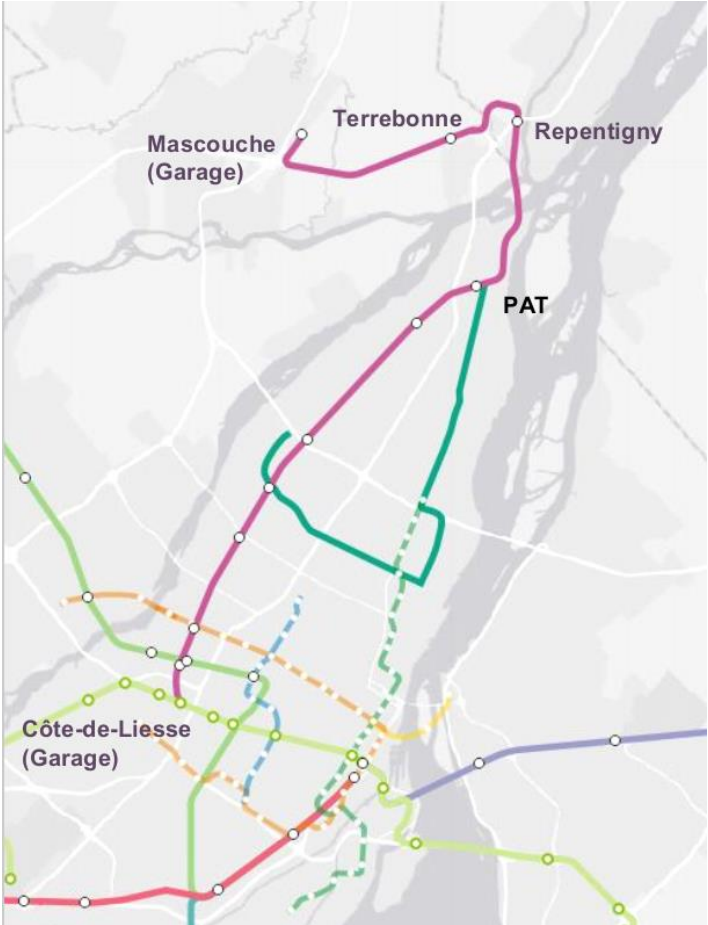 Terrebonne
Repentigny
Mascouche
(Garage)
PAT
Côte-de-Liesse
(Garage)